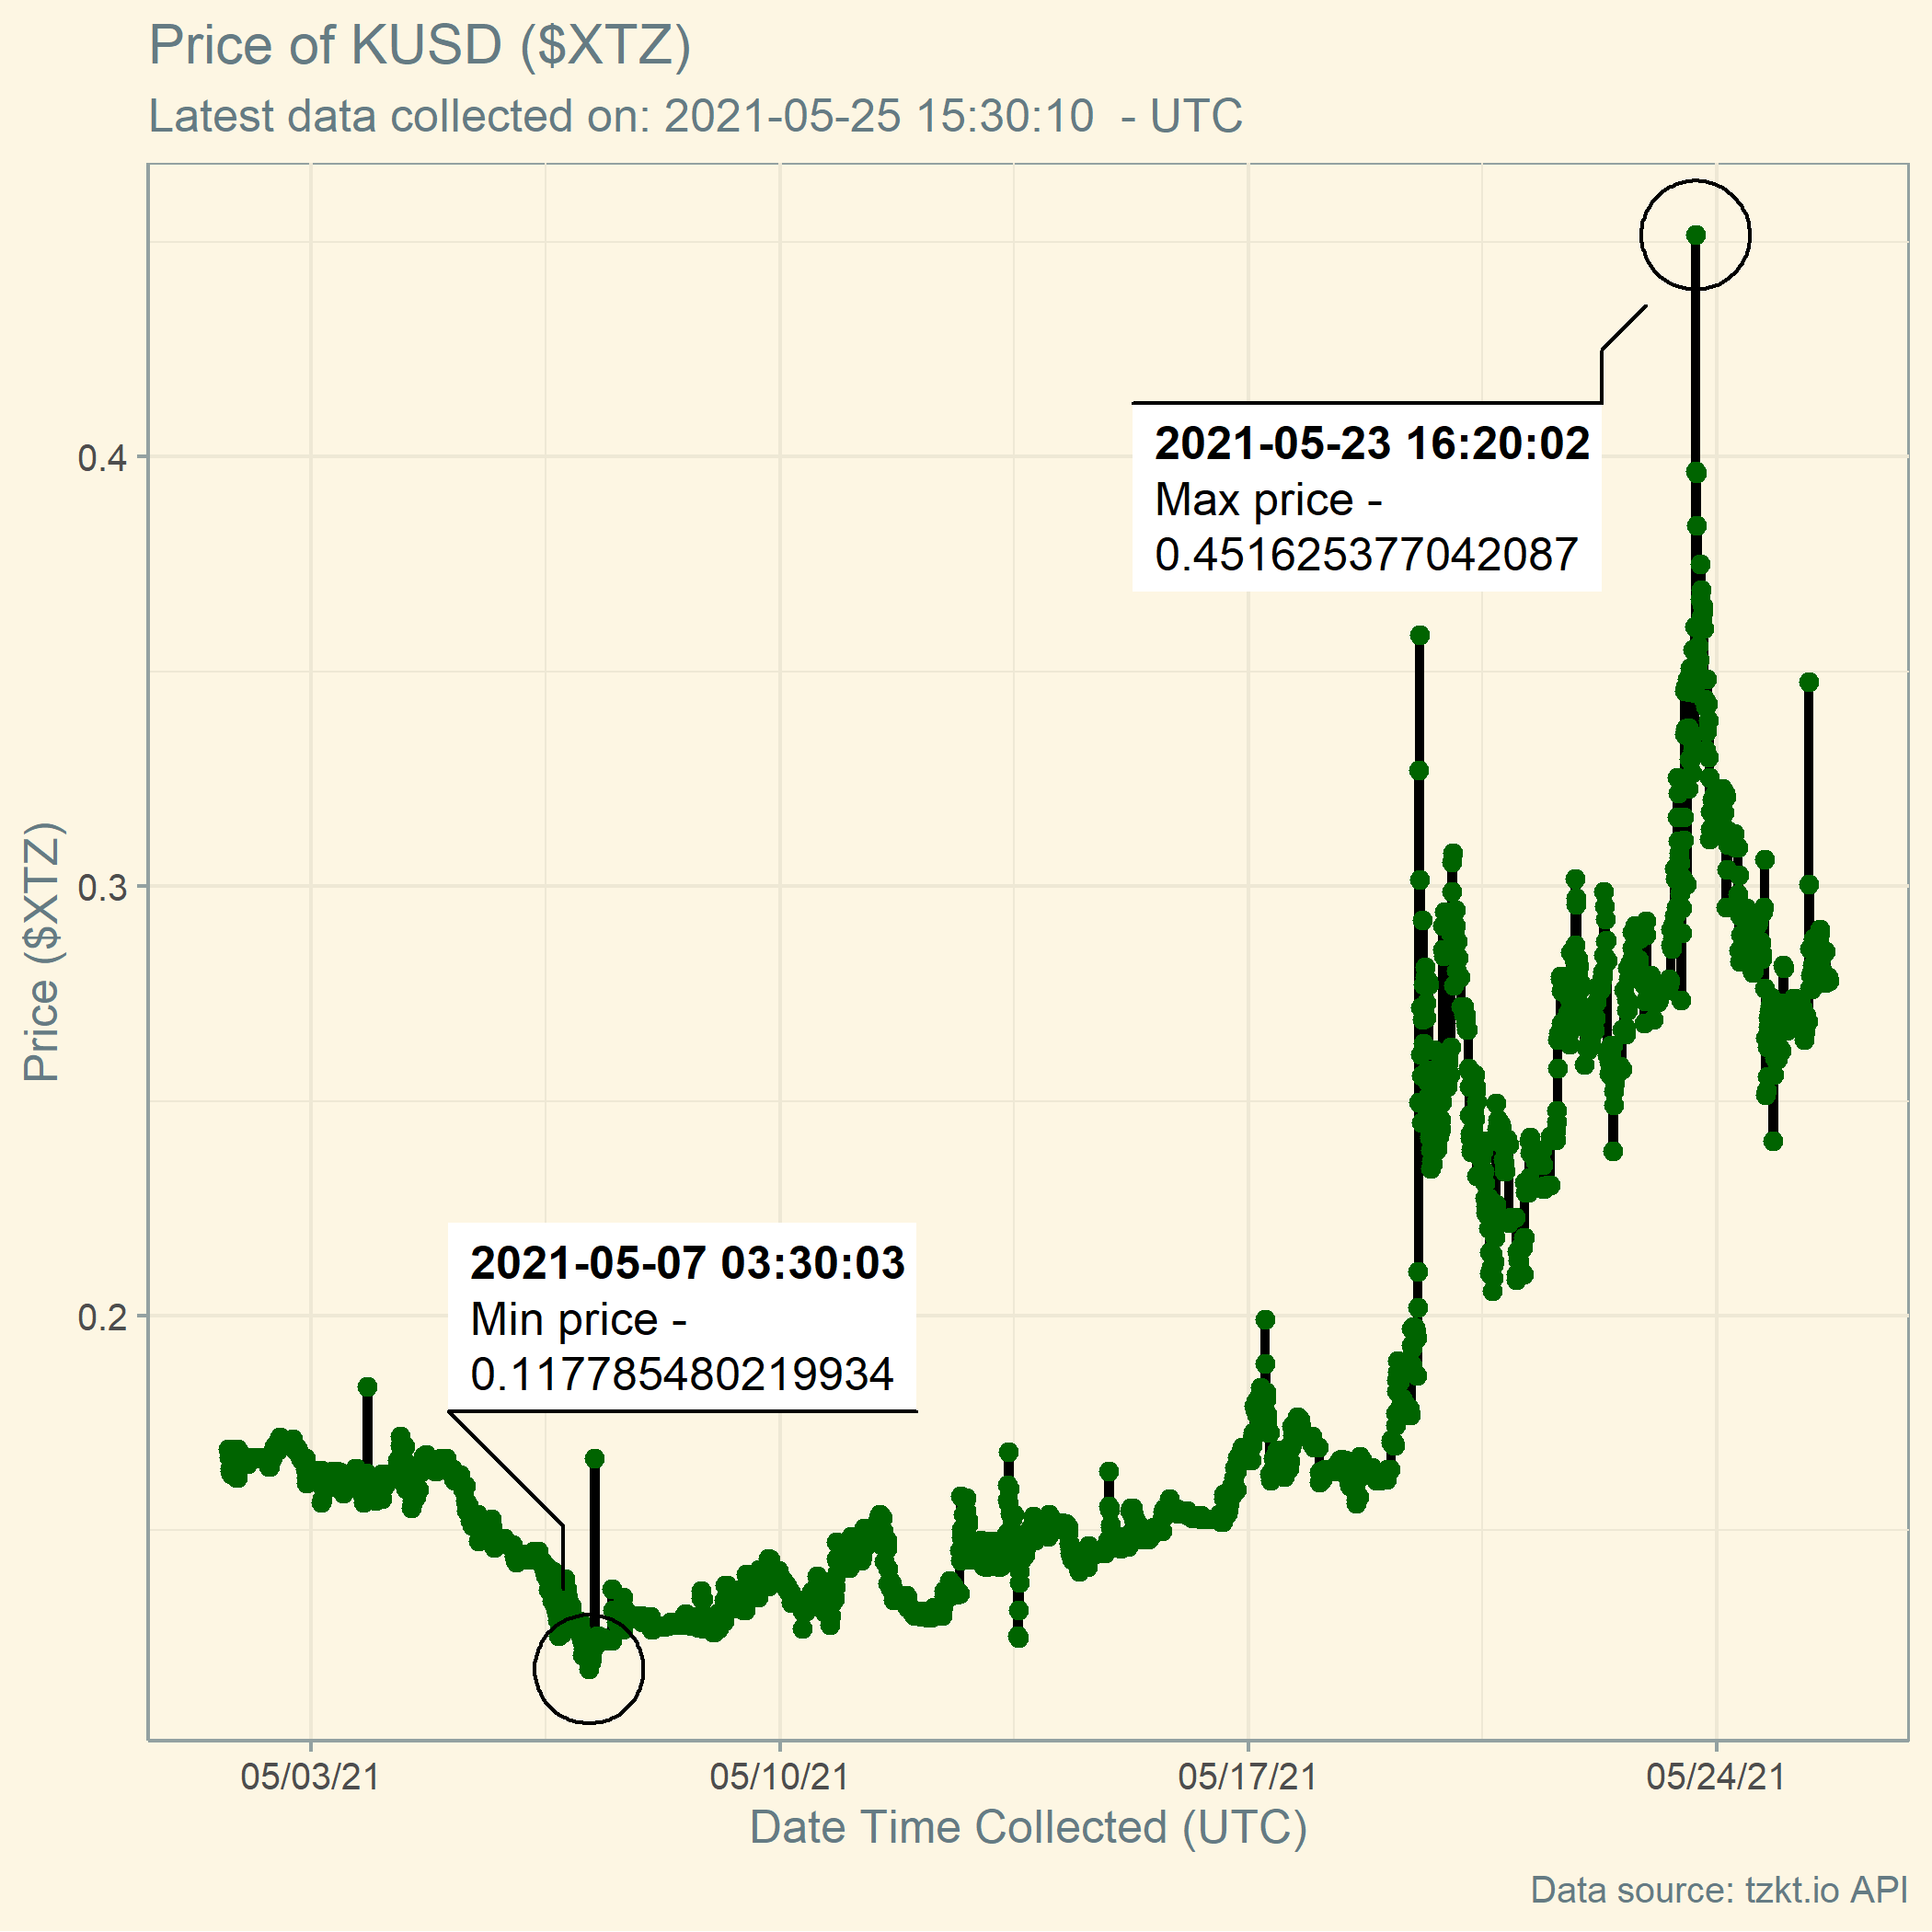 Price of KUSD ($XTZ)
Latest data collected on: 2021-05-25 15:30:10  - UTC
2021-05-23 16:20:02
Max price -
0.451625377042087
0.4
0.3
0.2
Price ($XTZ)
2021-05-07 03:30:03
Min price -
0.117785480219934
05/03/21
05/10/21
05/17/21
05/24/21
Date Time Collected (UTC)
Data source: tzkt.io API